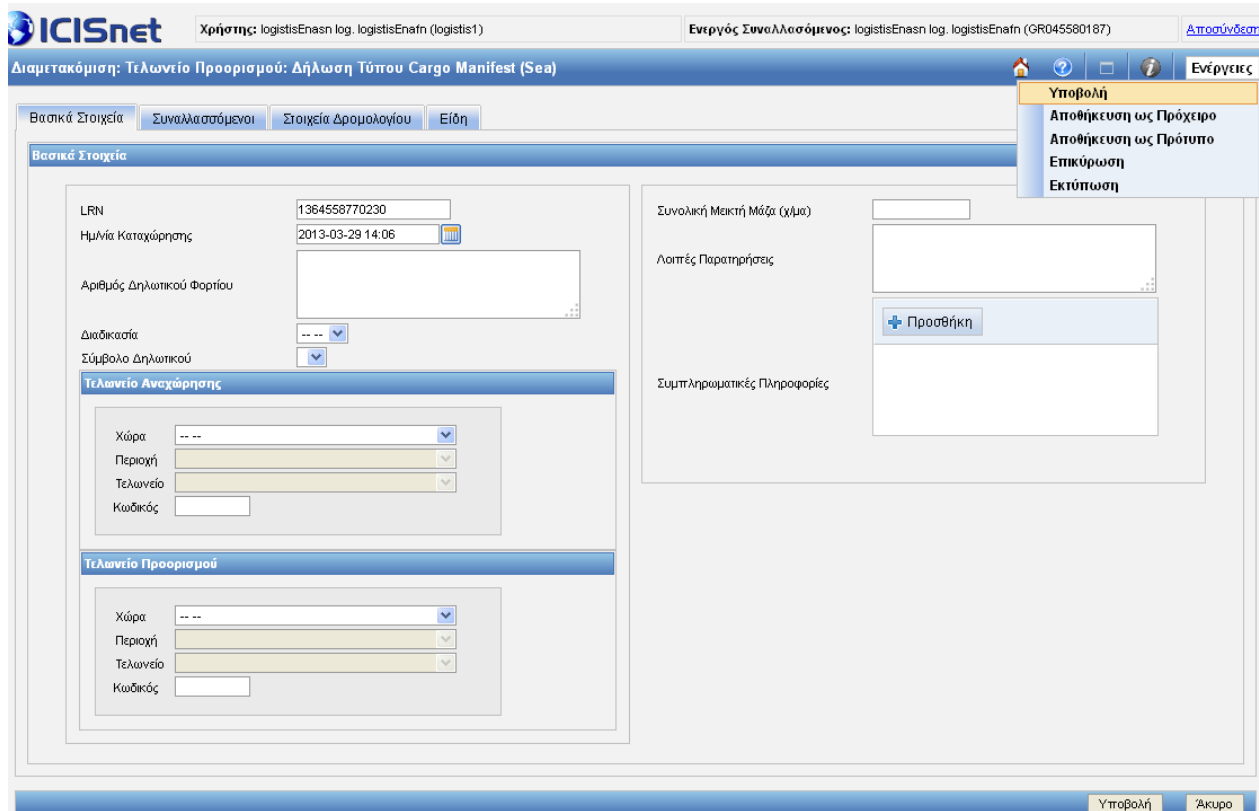 ICISnet
Χρήστης: logistisEnasn log. logistisEnafn (logistis1)
Ενεργός Συναλλασόμενος: logistisEnasn log. logistisEnafn (GR045580187)
Αποσύνδεση
Διαμετακόμιση: Τελωνείο Προορισμού: Δήλωση Τύπου Cargo Manifest (Sea)
Ενέργειες
Υποβολή
Αποθήκευση ως Πρόχειρο
Αποθήκευση ως Πρότυπο
Επικύρωση
Εκτύπωση
Βασικά Στοιχεία
Συναλλασσόμενοι
Στοιχεία Δρομολογίου
Είδη
Βασικά Στοιχεία
LRN
1364558770230
Ημ/νία Καταχώρησης
2013-03-29 14:06
Αριθμός Δηλωτικού Φορτίου
Διαδικασία
-- --
Σύμβολο Δηλωτικού
Τελωνείο Αναχώρησης
Χώρα
-- --
Περιοχή
Τελωνείο
Κωδικός
Τελωνείο Προορισμού
Χώρα
-- --
Περιοχή
Τελωνείο
Κωδικός
Συνολική Μεικτή Μάζα (χ/μα)
Λοιπές Παρατηρήσεις
Προσθήκη
Συμπληρωματικές Πληροφορίες
Υποβολή
Άκυρο